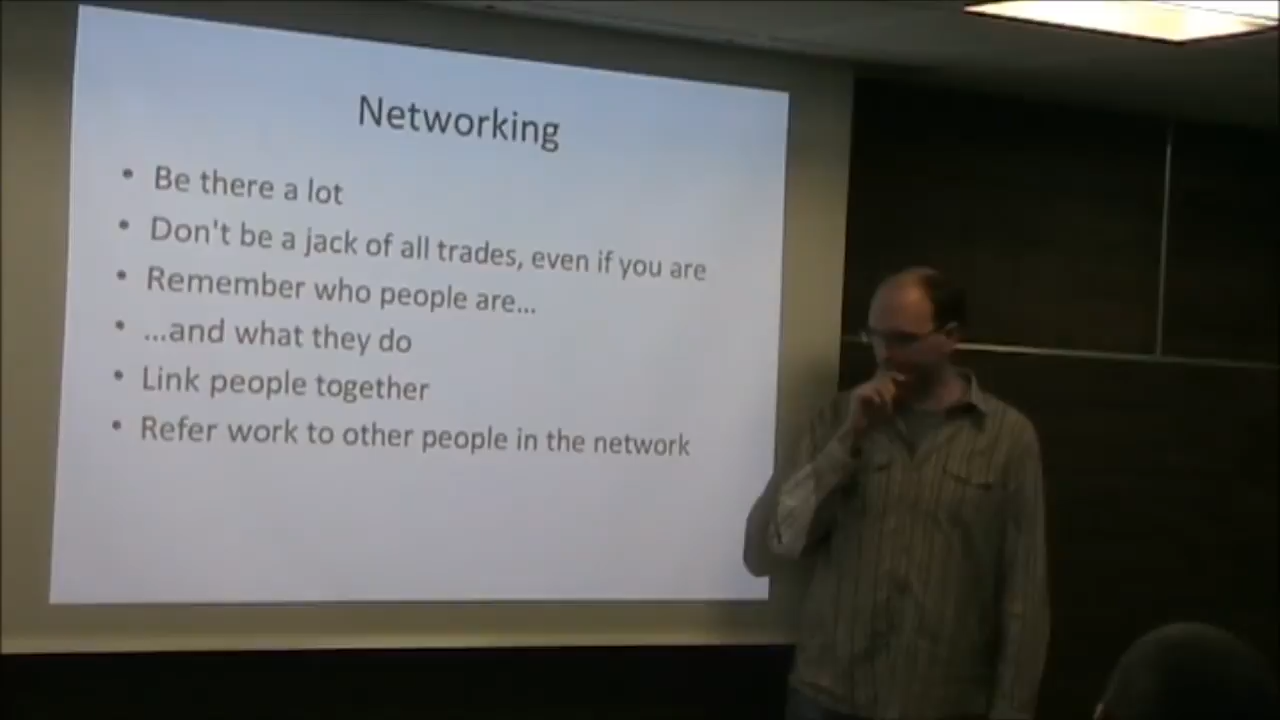 Networking
• Be there a lot
• Don't be a jack of all trades, even if you are
• Remember who people are...
• ...and what they do
• Link people together
• Refer work to other people in the network